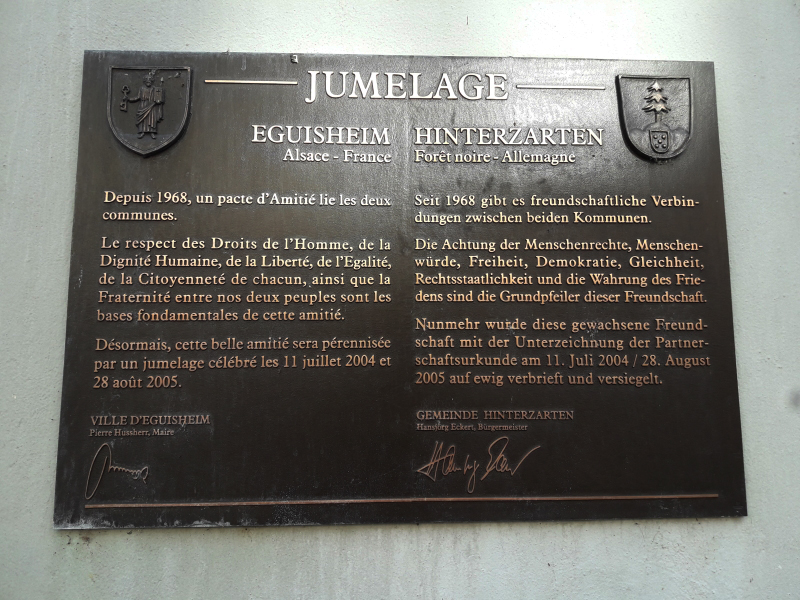 JUMELAGE
EGUISHEIM
Alsace - France
Depuis 1968, un pacte d'Amitié lie les deux
communes.
Le respect des Droits de l'Homme, de la
Dignité Humaine, de la Liberté, de l'Egalité,
de la Citoyenneté de chacun, ainsi que la
Fraternité entre nos deux peuples sont les
bases fondamentales de cette amitié.
Désormais, cette belle amitié sera pérennisée
par un jumelage célébré les 11 juillet 2004 et
28 août 2005.
VILLE D'EGUISHEIM
Pierre Hussherr, Maire
HINTERZARTEN
Forêt noire - Allemagne
Seit 1968 gibt es freundschaftliche Verbin-
dungen zwischen beiden Kommunen.
Die Achtung der Menschenrechte, Menschen-
würde, Freiheit, Demokratie, Gleichheit,
Rechtsstaatlichkeit und die Wahrung des Frie-
dens sind die Grundpfeiler dieser Freundschaft.
Nunmehr wurde diese gewachsene Freund-
schaft mit der Unterzeichnung der Partner-
schaftsurkunde am 11. Juli 2004 / 28. August
2005 auf ewig verbrieft und versiegelt.
GEMEINDE HINTERZARTEN
Hansjörg Eckert, Bürgermeister